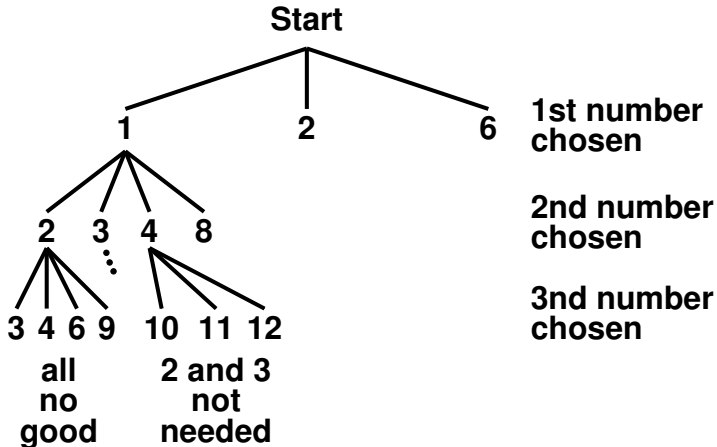 Start
1 2 6
1st number
chosen
2 3 4 8
2nd number
chosen
3 4 6 9 10 11 12
3nd number
chosen
all
no
good
2 and 3
not
needed